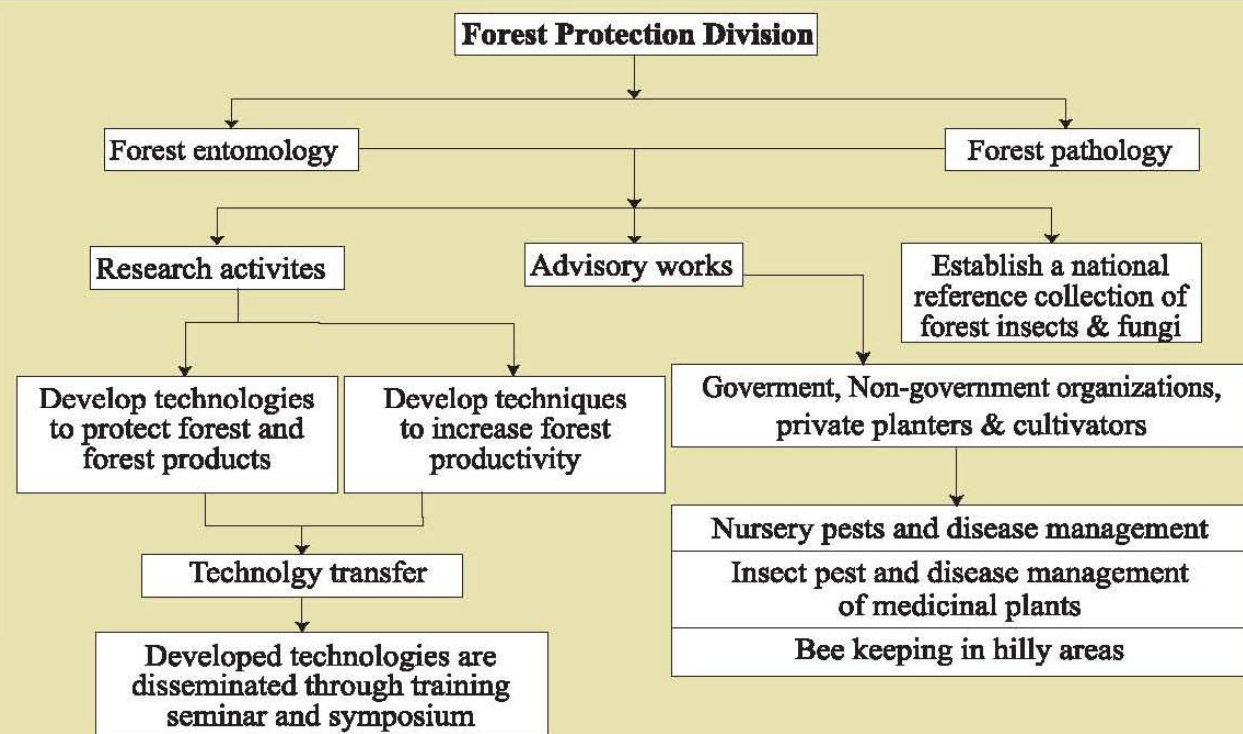 Forest Protection Division
Forest entomology
Forest pathology
Research activites
Advisory works
Establish a national
reference collection of
forest insects & fungi
Develop technologies
to protect forest and
forest products
Develop techniques
to increase forest
productivity
Goverment, Non-government organizations,
private planters & cultivators
Technolgy transfer
Developed technologies are
disseminated through training
seminar and symposium
Nursery pests and disease management
Insect pest and disease management
of medicinal plants
Bee keeping in hilly areas